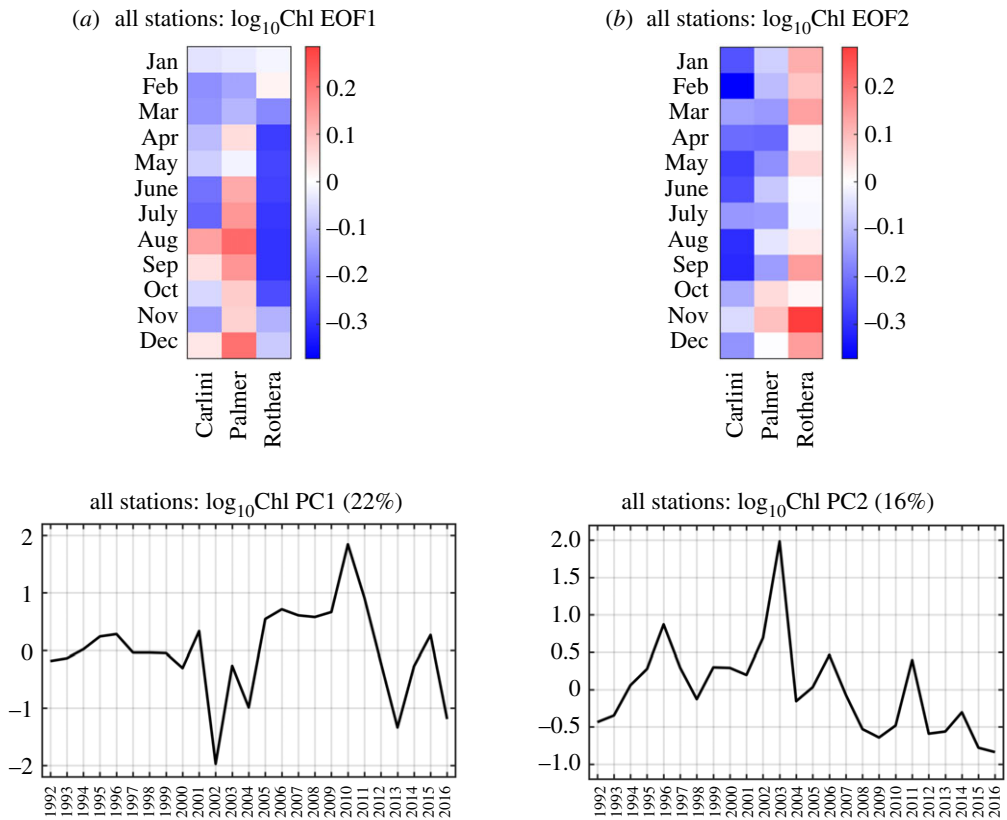 (a) all stations: log₁₀Chl EOF1
Jan
Feb
Mar
Apr
May
June
July
Aug
Sep
Oct
Nov
Dec
0.2
0.1
0
–0.1
–0.2
–0.3
Carlini
Palmer
Rothera
(b) all stations: log₁₀Chl EOF2
Jan
Feb
Mar
Apr
May
June
July
Aug
Sep
Oct
Nov
Dec
0.2
0.1
0
–0.1
–0.2
–0.3
Carlini
Palmer
Rothera
all stations: log₁₀Chl PC1 (22%)
2
1
0
–1
–2
1992
1993
1994
1995
1996
1997
1998
1999
2000
2001
2002
2003
2004
2005
2006
2007
2008
2009
2010
2011
2012
2013
2014
2015
2016
all stations: log₁₀Chl PC2 (16%)
2.0
1.5
1.0
0.5
0
–0.5
–1.0
1992
1993
1994
1995
1996
1997
1998
1999
2000
2001
2002
2003
2004
2005
2006
2007
2008
2009
2010
2011
2012
2013
2014
2015
2016